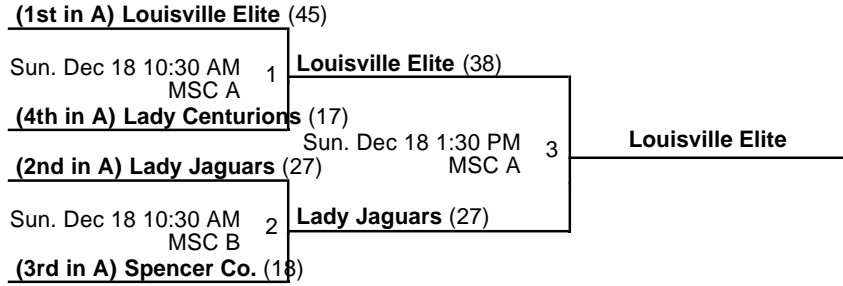 (1st in A) Louisville Elite (45)
Sun. Dec 18 10:30 AM 1
MSC A
Louisville Elite (38)
(4th in A) Lady Centurions (17)
Sun. Dec 18 1:30 PM 3
MSC A
Louisville Elite
(2nd in A) Lady Jaguars (27)
Sun. Dec 18 10:30 AM 2
MSC B
Lady Jaguars (27)
(3rd in A) Spencer Co. (18)